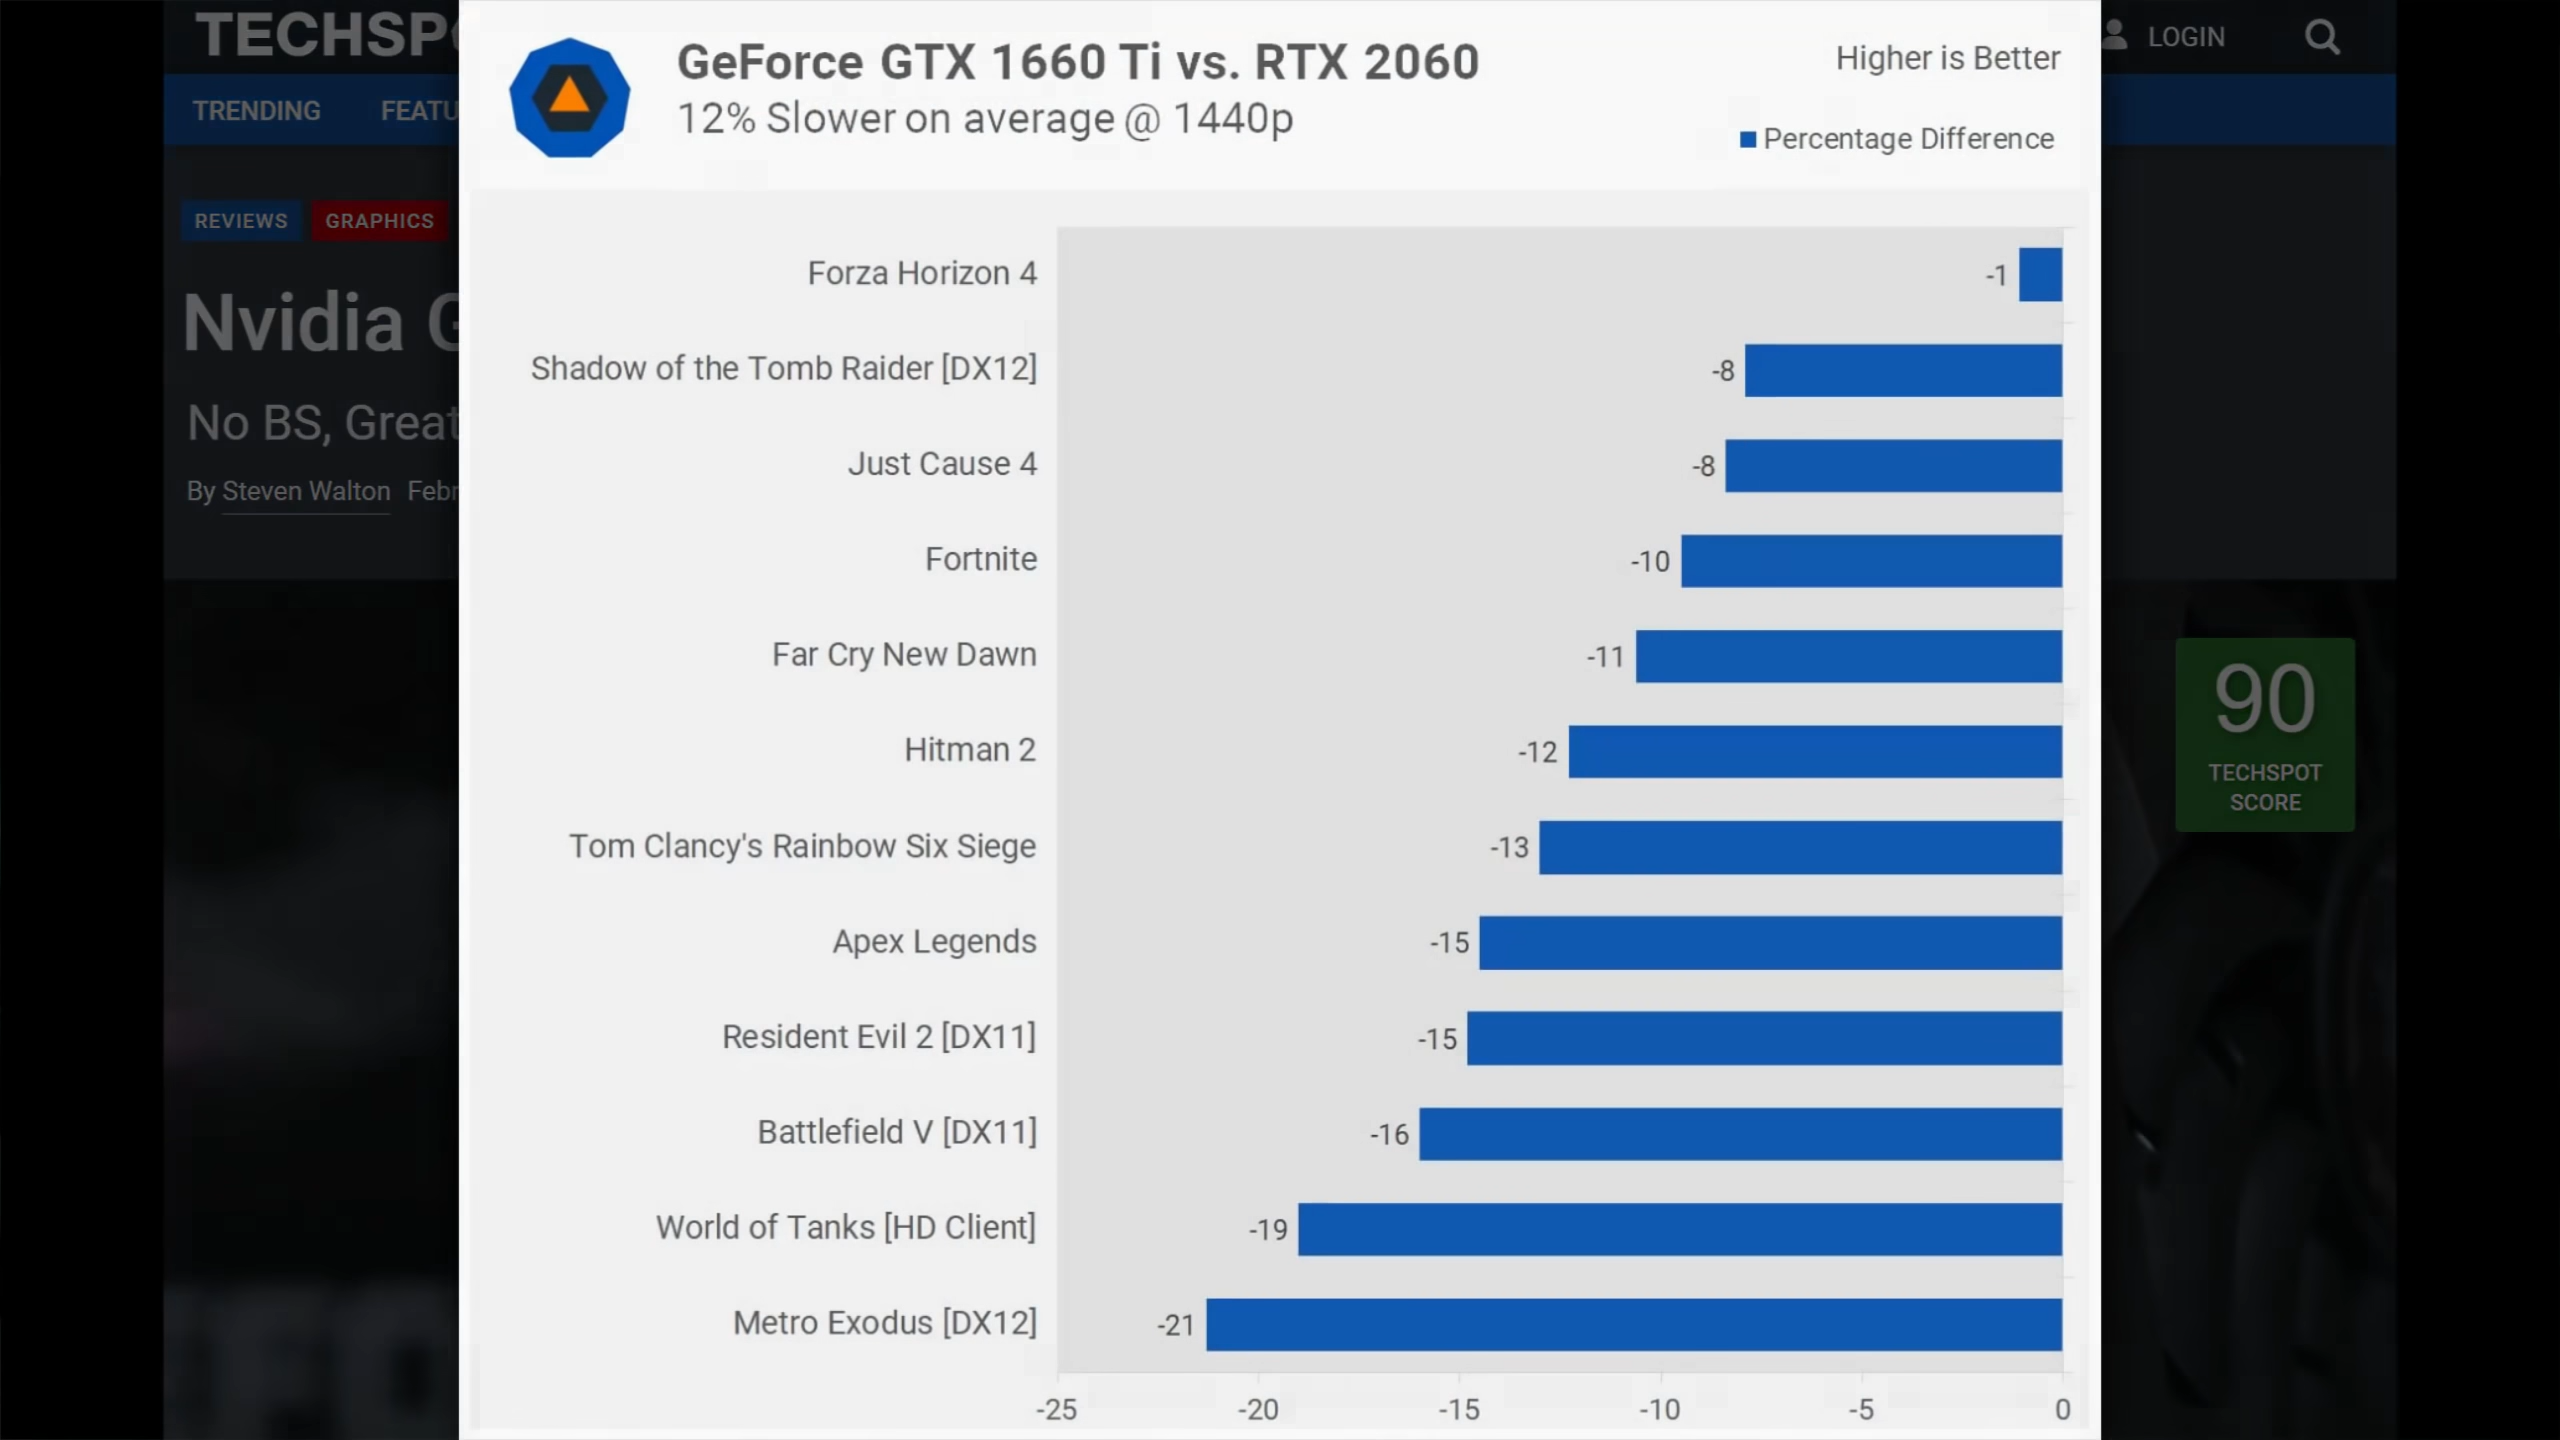 TECHSP
LOGIN
TRENDING
FEATU
REVIEWS
GRAPHICS
Nvidia G
No BS, Great
By Steven Walton Febr
GeForce GTX 1660 Ti vs. RTX 2060
12% Slower on average @ 1440p
Higher is Better
Percentage Difference
Forza Horizon 4 -1
Shadow of the Tomb Raider [DX12] -8
Just Cause 4 -8
Fortnite -10
Far Cry New Dawn -11
Hitman 2 -12
Tom Clancy's Rainbow Six Siege -13
Apex Legends -15
Resident Evil 2 [DX11] -15
Battlefield V [DX11] -16
World of Tanks [HD Client] -19
Metro Exodus [DX12] -21
-25 -20 -15 -10 -5 0
90
TECHSPOT
SCORE